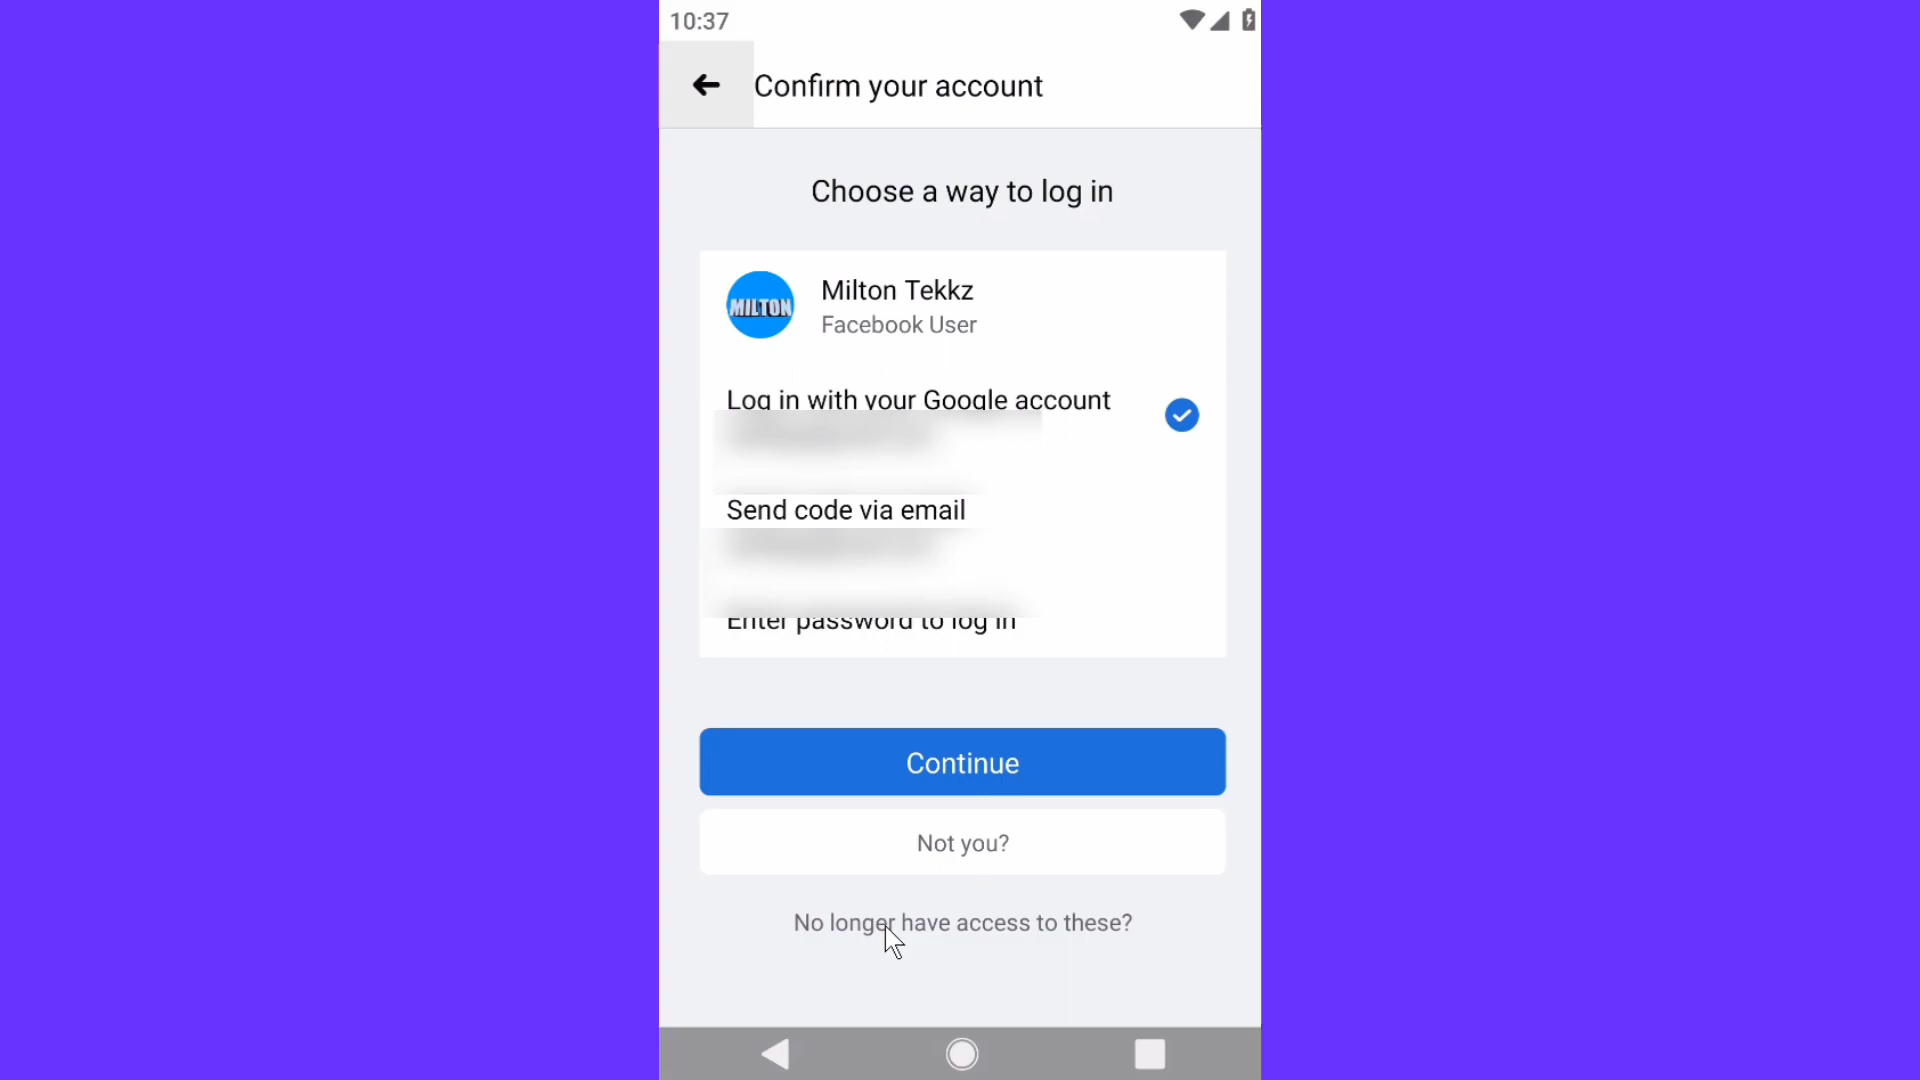 10:37
Confirm your account
Choose a way to log in
MILTON
Milton Tekkz
Facebook User
Log in with your Google account
Send code via email
Enter password to log in
Continue
Not you?
No longer have access to these?